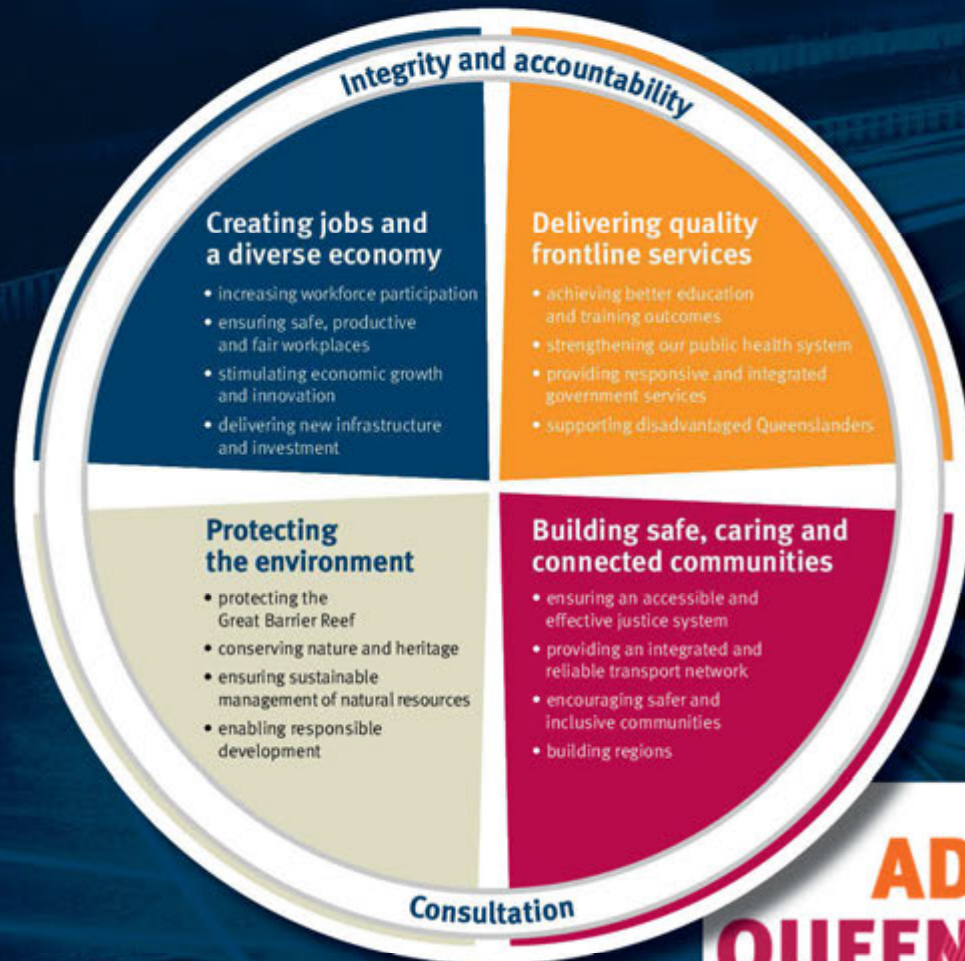 Integrity and accountability
Creating jobs and
a diverse economy
• increasing workforce participation
• ensuring safe, productive
and fair workplaces
• stimulating economic growth
and innovation
• delivering new infrastructure
and investment
Delivering quality
frontline services
• achieving better education
and training outcomes
• strengthening our public health system
• providing responsive and integrated
government services
• supporting disadvantaged Queenslanders
Protecting
the environment
• protecting the
Great Barrier Reef
• conserving nature and heritage
• ensuring sustainable
management of natural resources
• enabling responsible
development
Building safe, caring and
connected communities
• ensuring an accessible and
effective justice system
• providing an integrated and
reliable transport network
• encouraging safer and
inclusive communities
• building regions
Consultation
AD
QUEEN